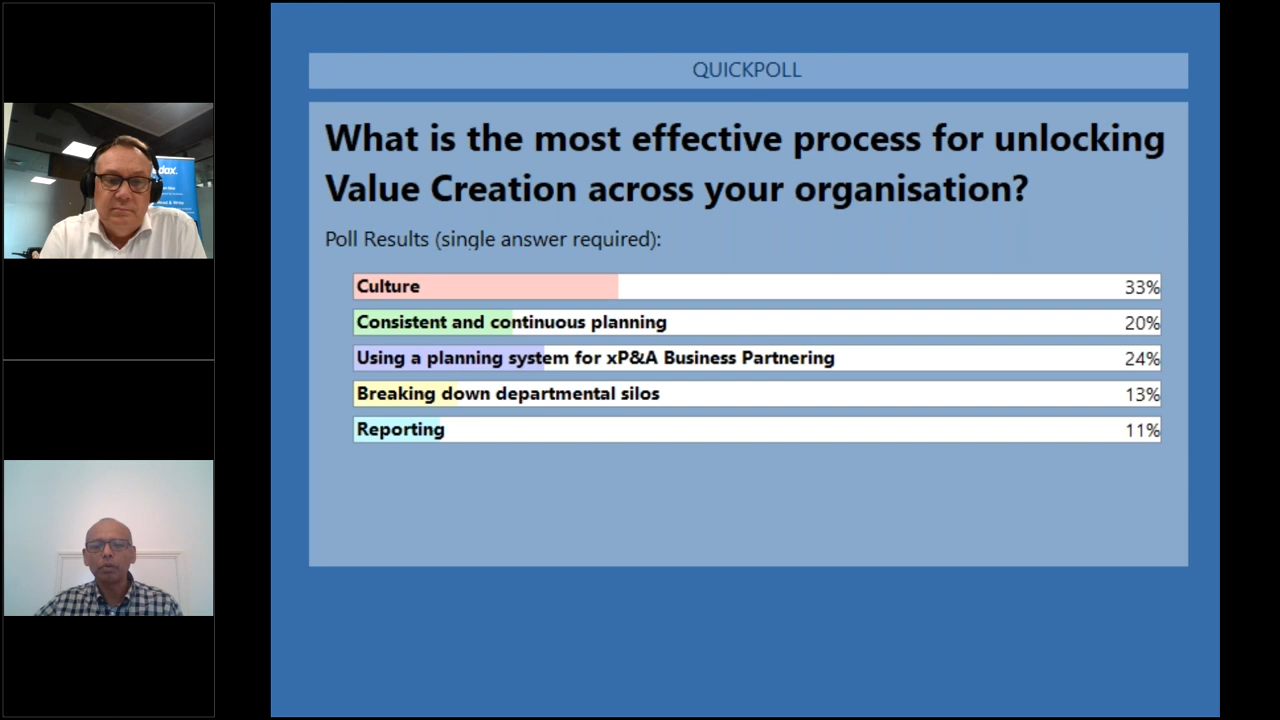 QUICKPOLL
What is the most effective process for unlocking
Value Creation across your organisation?
Poll Results (single answer required):
Culture 33%
Consistent and continuous planning 20%
Using a planning system for xP&A Business Partnering 24%
Breaking down departmental silos 13%
Reporting 11%